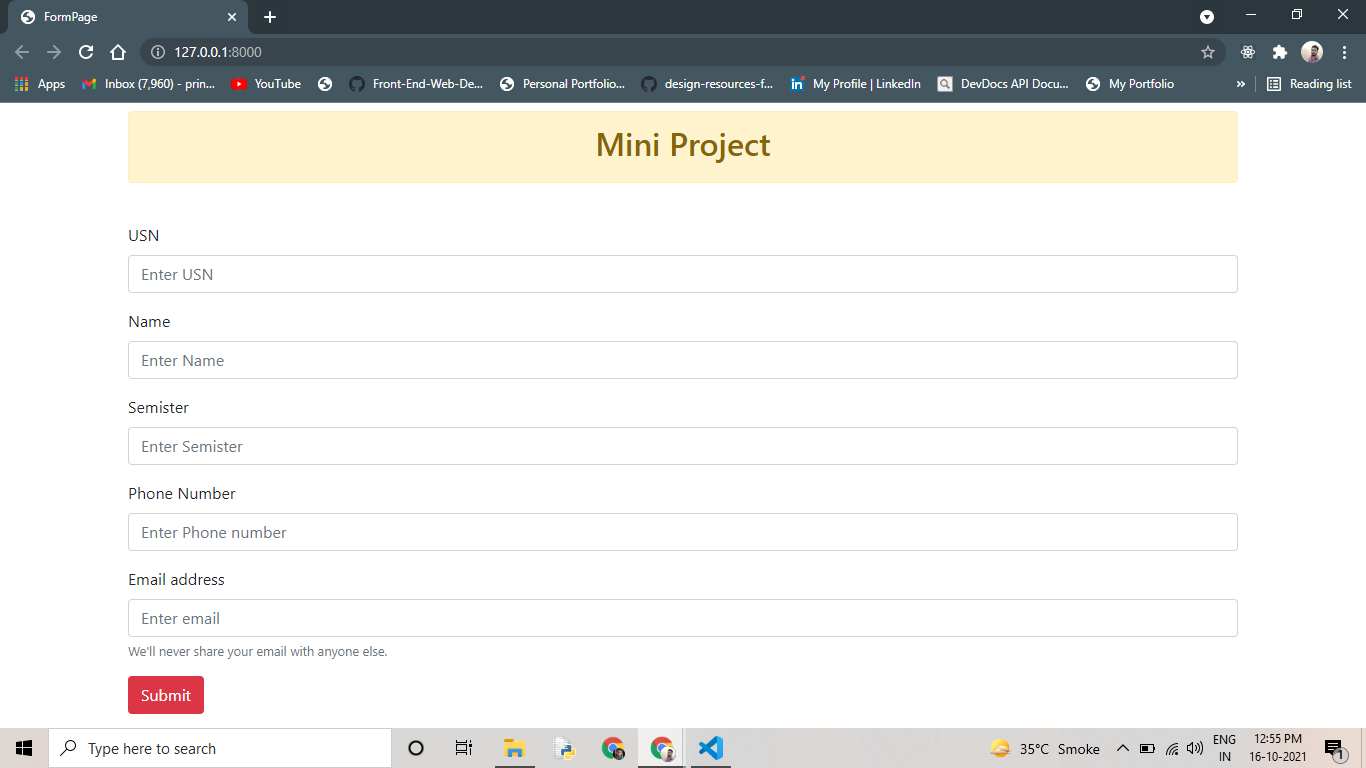 FormPage
127.0.0.1:8000
Apps
Inbox (7,960) - prin...
YouTube
Front-End-Web-De...
Personal Portfolio...
design-resources-f...
My Profile | LinkedIn
DevDocs API Docu...
My Portfolio
»
Reading list
Mini Project
USN
Enter USN
Name
Enter Name
Semister
Enter Semister
Phone Number
Enter Phone number
Email address
Enter email
We'll never share your email with anyone else.
Submit
Type here to search
35°C Smoke
ENG
IN
12:55 PM
16-10-2021
1